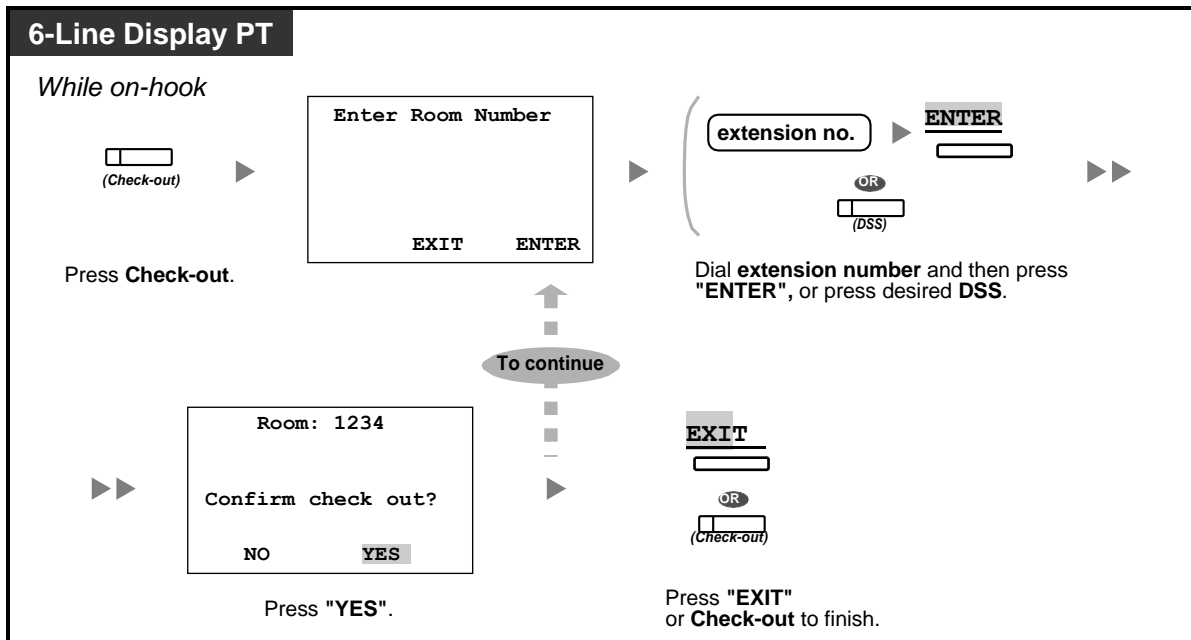 6-Line Display PT
While on-hook
(Check-out)
Press Check-out.
Enter Room Number
EXIT ENTER
extension no.
ENTER
OR
(DSS)
Dial extension number and then press
"ENTER", or press desired DSS.
To continue
Room: 1234
Confirm check out?
NO YES
Press "YES".
EXIT
OR
(Check-out)
Press "EXIT"
or Check-out to finish.